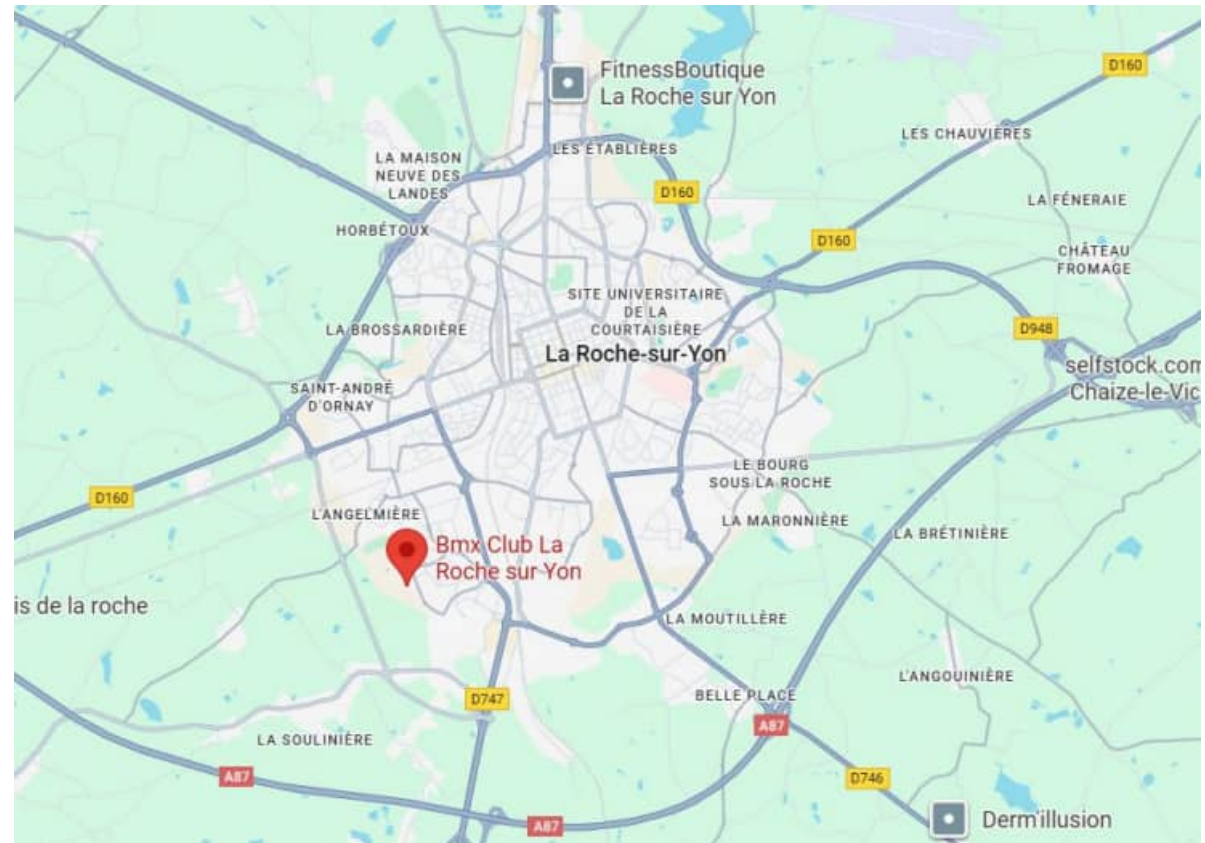 FitnessBoutique
La Roche sur Yon
D160
LES CHAUVIÈRES
LA MAISON
NEUVE DES
LANDES
LES ÉTABLIÈRES
D160
LA FÉNERAIE
HORBÉTOUX
D160
CHÂTEAU
FROMAGE
SITE UNIVERSITAIRE
DE LA
COURTAISIÈRE
LA BROSSARDIÈRE
D948
La Roche-sur-Yon
selfstock.com
Chaize-le-Vic
SAINT-ANDRÉ
D'ORNAY
LE BOURG
SOUS LA ROCHE
D160
L'ANGELMIÈRE
LA MARONNIÈRE
LA BRÉTINIÈRE
Bmx Club La
Roche sur Yon
is de la roche
LA MOUTILLÈRE
L'ANGOUINIÈRE
D747
BELLE PLACE
A87
LA SOULINIÈRE
A87
D746
A87
Derm'illusion